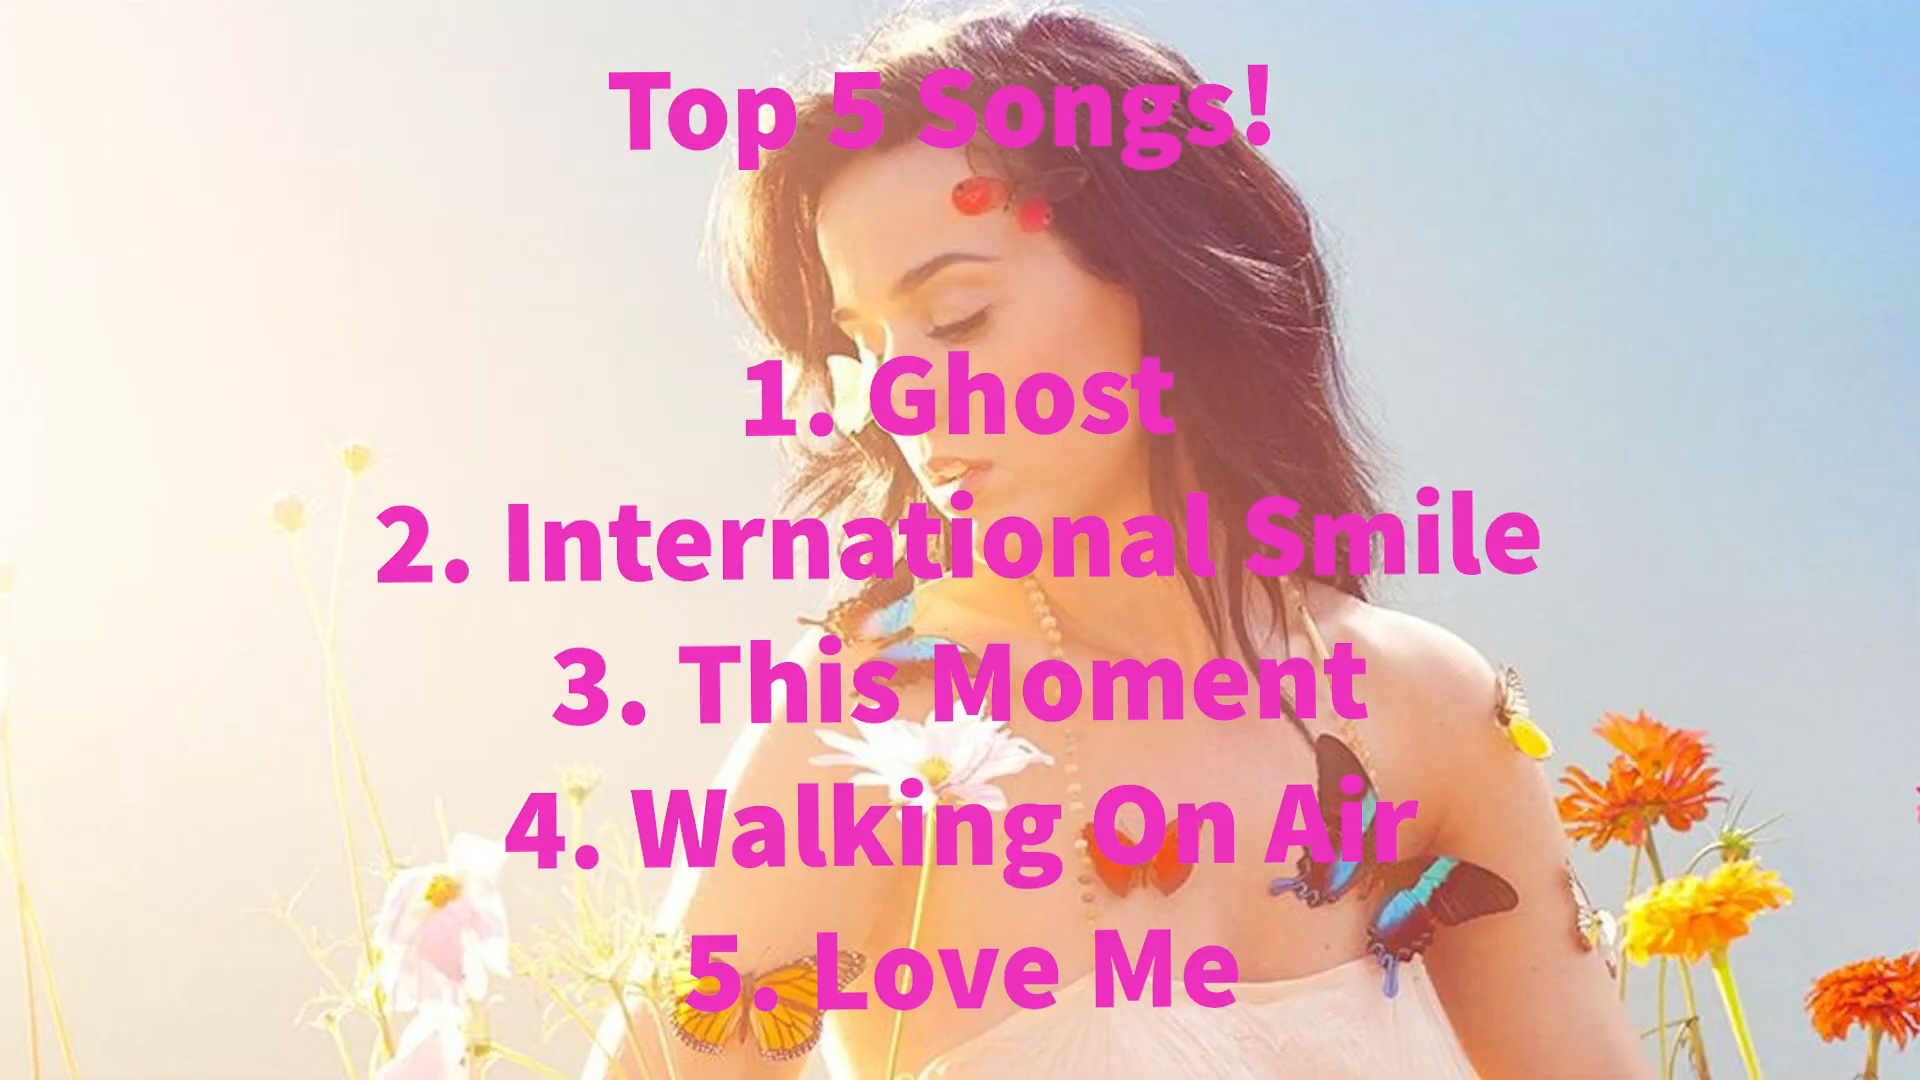 Top 5 Songs!
1. Ghost
2. International Smile
3. This Moment
4. Walking On Air
5. Love Me